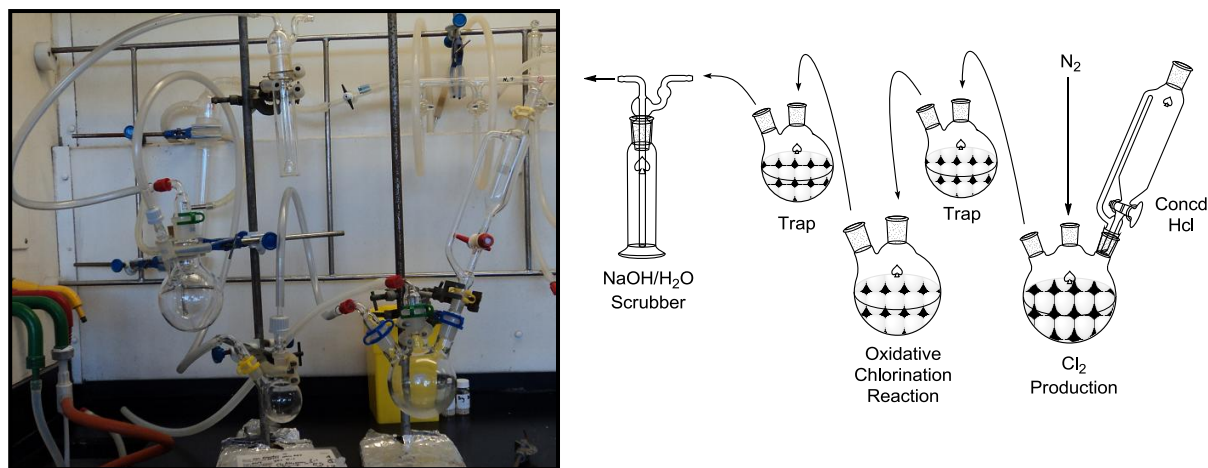 N₂
Concd
Hcl
Trap
Trap
NaOH/H₂O
Scrubber
Oxidative
Chlorination
Reaction
Cl₂
Production